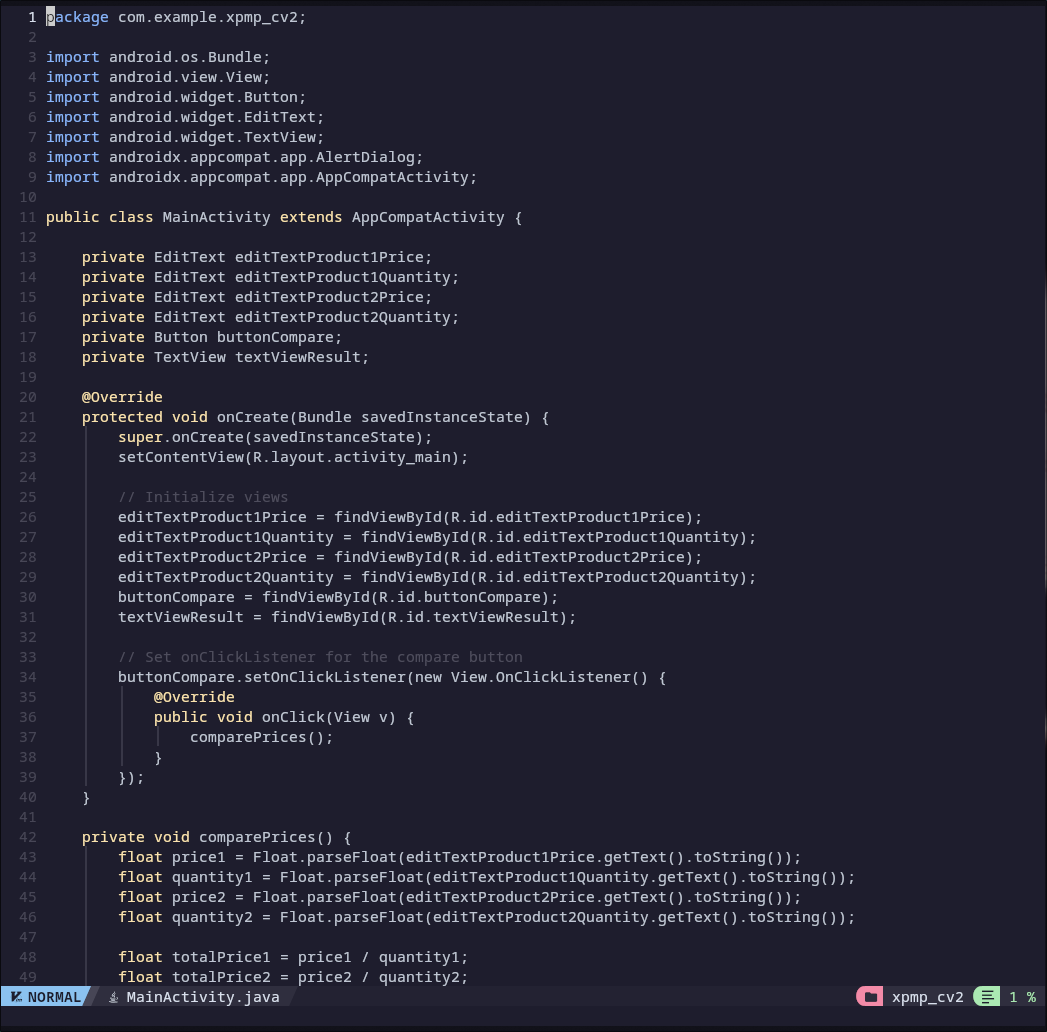 1 package com.example.xpmp_cv2;
2
3 import android.os.Bundle;
4 import android.view.View;
5 import android.widget.Button;
6 import android.widget.EditText;
7 import android.widget.TextView;
8 import androidx.appcompat.app.AlertDialog;
9 import androidx.appcompat.app.AppCompatActivity;
10
11 public class MainActivity extends AppCompatActivity {
12
13     private EditText editTextProduct1Price;
14     private EditText editTextProduct1Quantity;
15     private EditText editTextProduct2Price;
16     private EditText editTextProduct2Quantity;
17     private Button buttonCompare;
18     private TextView textViewResult;
19
20     @Override
21     protected void onCreate(Bundle savedInstanceState) {
22         super.onCreate(savedInstanceState);
23         setContentView(R.layout.activity_main);
24
25         // Initialize views
26         editTextProduct1Price = findViewById(R.id.editTextProduct1Price);
27         editTextProduct1Quantity = findViewById(R.id.editTextProduct1Quantity);
28         editTextProduct2Price = findViewById(R.id.editTextProduct2Price);
29         editTextProduct2Quantity = findViewById(R.id.editTextProduct2Quantity);
30         buttonCompare = findViewById(R.id.buttonCompare);
31         textViewResult = findViewById(R.id.textViewResult);
32
33         // Set onClickListener for the compare button
34         buttonCompare.setOnClickListener(new View.OnClickListener() {
35             @Override
36             public void onClick(View v) {
37                 comparePrices();
38             }
39         });
40     }
41
42     private void comparePrices() {
43         float price1 = Float.parseFloat(editTextProduct1Price.getText().toString());
44         float quantity1 = Float.parseFloat(editTextProduct1Quantity.getText().toString());
45         float price2 = Float.parseFloat(editTextProduct2Price.getText().toString());
46         float quantity2 = Float.parseFloat(editTextProduct2Quantity.getText().toString());
47
48         float totalPrice1 = price1 / quantity1;
49         float totalPrice2 = price2 / quantity2;
NORMAL MainActivity.java xpmp_cv2 1 %